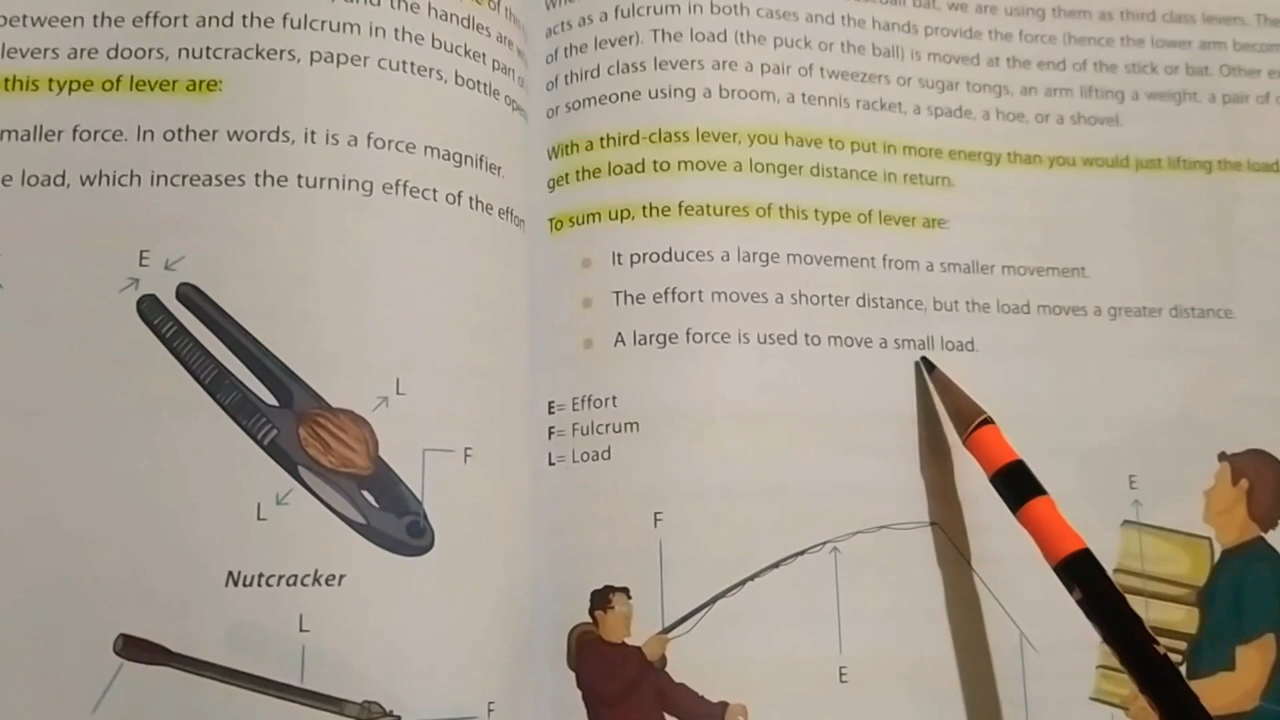 of this
the handles are
between the effort and the fulcrum in the bucket part
levers are doors, nutcrackers, paper cutters, bottle
this type of lever are:
maller force. In other words, it is a force magnifier.
e load, which increases the turning effect of the effort
E
L
F
L
Nutcracker
L
F
bat, we are using them as third class levers. The
acts as a fulcrum in both cases and the hands provide the force (hence the lower arm
of the lever). The load (the puck or the ball) is moved at the end of the stick or bat. Other
of third class levers are a pair of tweezers or sugar tongs, an arm lifting a weight, a pair of
or someone using a broom, a tennis racket, a spade, a hoe, or a shovel.
With a third-class lever, you have to put in more energy than you would just lifting the load
get the load to move a longer distance in return.
To sum up, the features of this type of lever are:
It produces a large movement from a smaller movement.
The effort moves a shorter distance, but the load moves a greater distance.
A large force is used to move a small load.
E= Effort
F= Fulcrum
L= Load
F
E
E